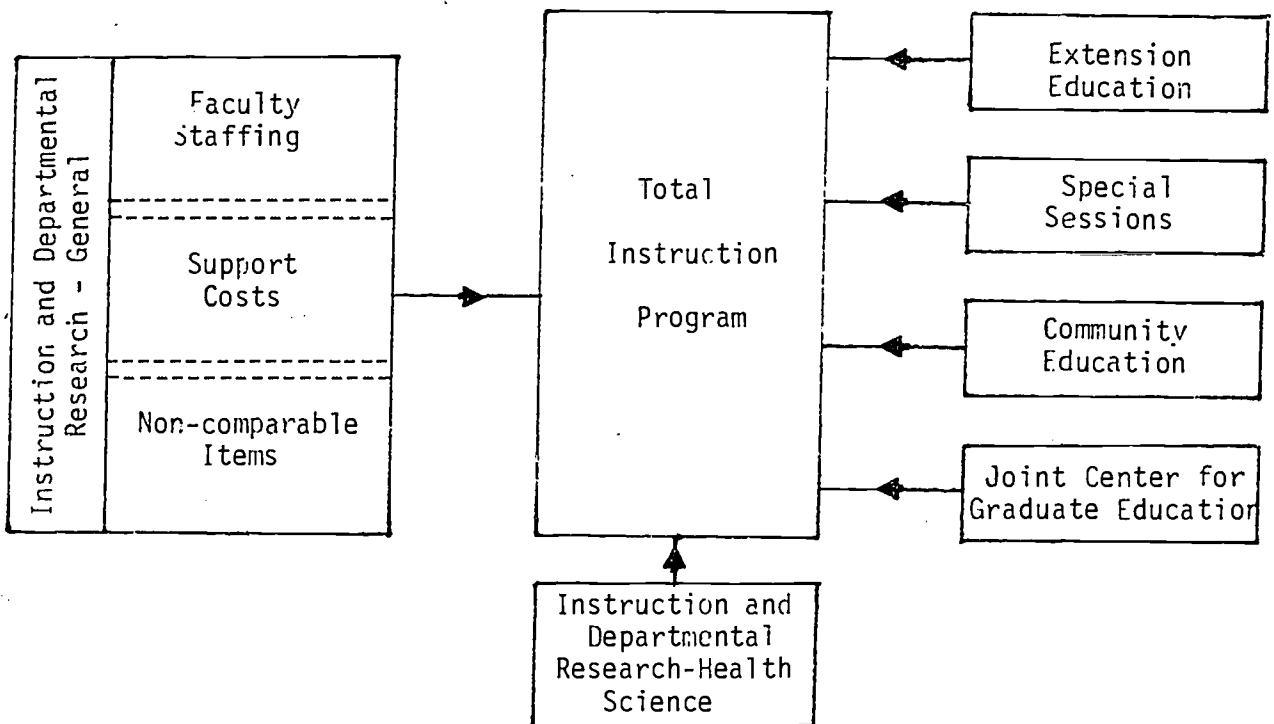 Instruction and Departmental
Research - General
Faculty
Staffing
Support
Costs
Non-comparable
Items
Total
Instruction
Program
Extension
Education
Special
Sessions
Community
Education
Joint Center for
Graduate Education
Instruction and
Departmental
Research-Health
Science